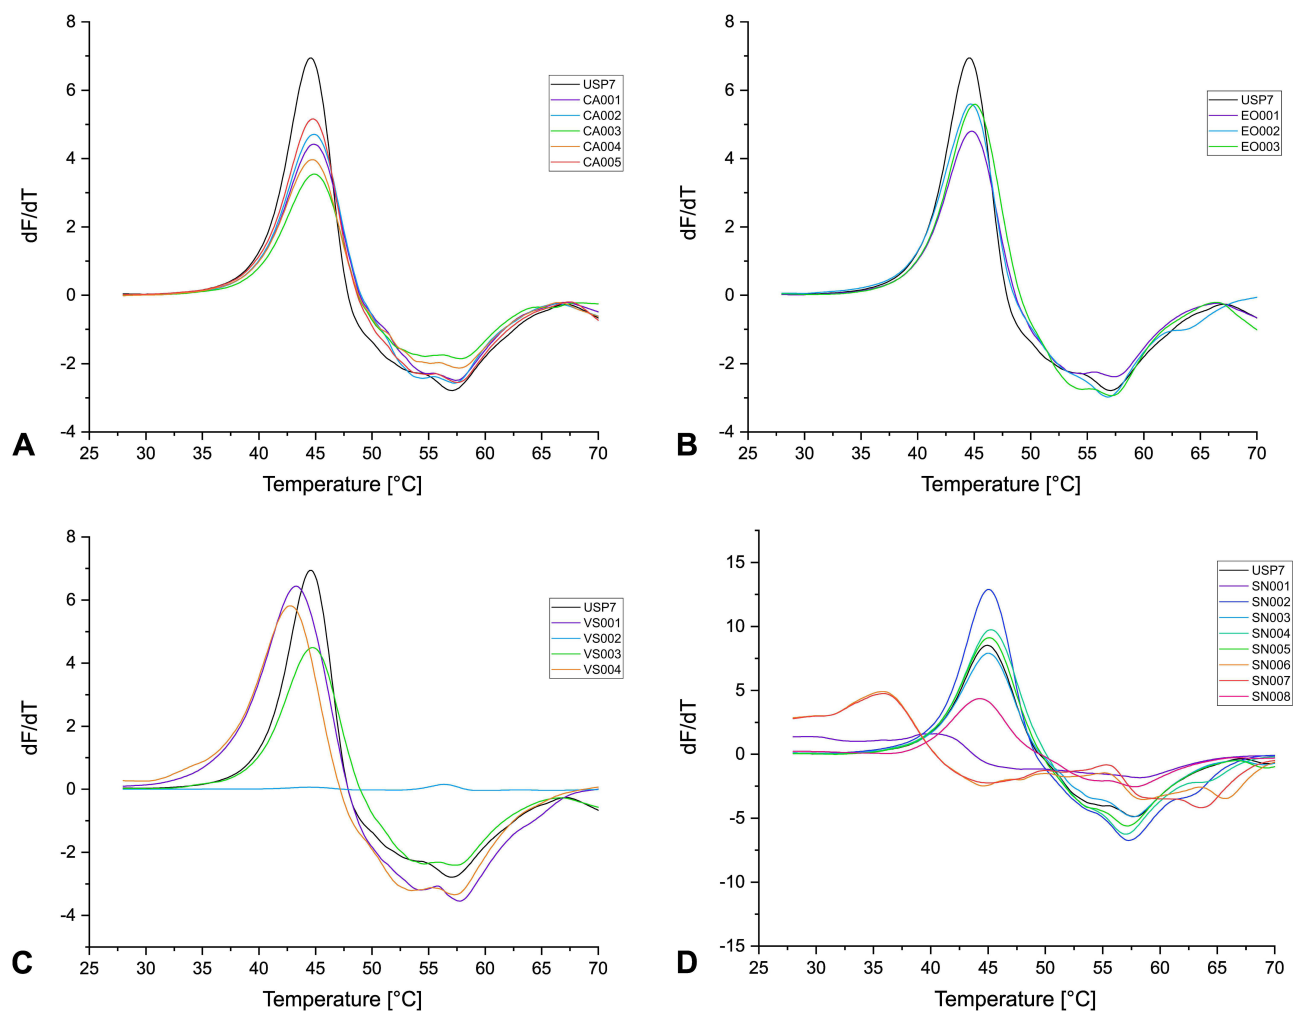 8
6
4
2
0
-2
-4
dF/dT
USP7
CA001
CA002
CA003
CA004
CA005
A
25 30 35 40 45 50 55 60 65 70
Temperature [°C]
8
6
4
2
0
-2
-4
dF/dT
USP7
EO001
EO002
EO003
B
25 30 35 40 45 50 55 60 65 70
Temperature [°C]
8
6
4
2
0
-2
-4
dF/dT
USP7
VS001
VS002
VS003
VS004
C
25 30 35 40 45 50 55 60 65 70
Temperature [°C]
15
10
5
0
-5
-10
-15
dF/dT
USP7
SN001
SN002
SN003
SN004
SN005
SN006
SN007
SN008
D
25 30 35 40 45 50 55 60 65 70
Temperature [°C]